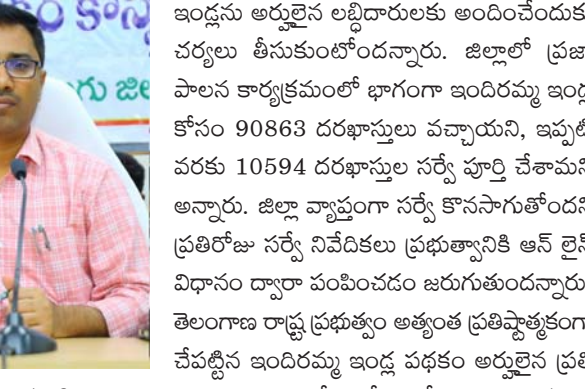 ఇండ్లను అర్హులైన లబ్ధిదారులకు అందించేందుక
చర్యలు తీసుకుంటోందన్నారు. జిల్లాలో ప్రజా
పాలన కార్యక్రమంలో భాగంగా ఇందిరమ్మ ఇండ్ల
కోసం 90863 దరఖాస్తులు వచ్చాయని, ఇప్పటి
వరకు 10594 దరఖాస్తుల సర్వే పూర్తి చేశామని
అన్నారు. జిల్లా వ్యాప్తంగా సర్వే కొనసాగుతోందని
ప్రతిరోజు సర్వే నివేదికలు ప్రభుత్వానికి ఆన్ లైన్
విధానం ద్వారా పంపించడం జరుగుతుందన్నారు
తెలంగాణ రాష్ట్ర ప్రభుత్వం అత్యంత ప్రతిష్టాత్మకంగా
చేపట్టిన ఇందిరమ్మ ఇండ్ల పథకం అర్హులైన ప్రతి